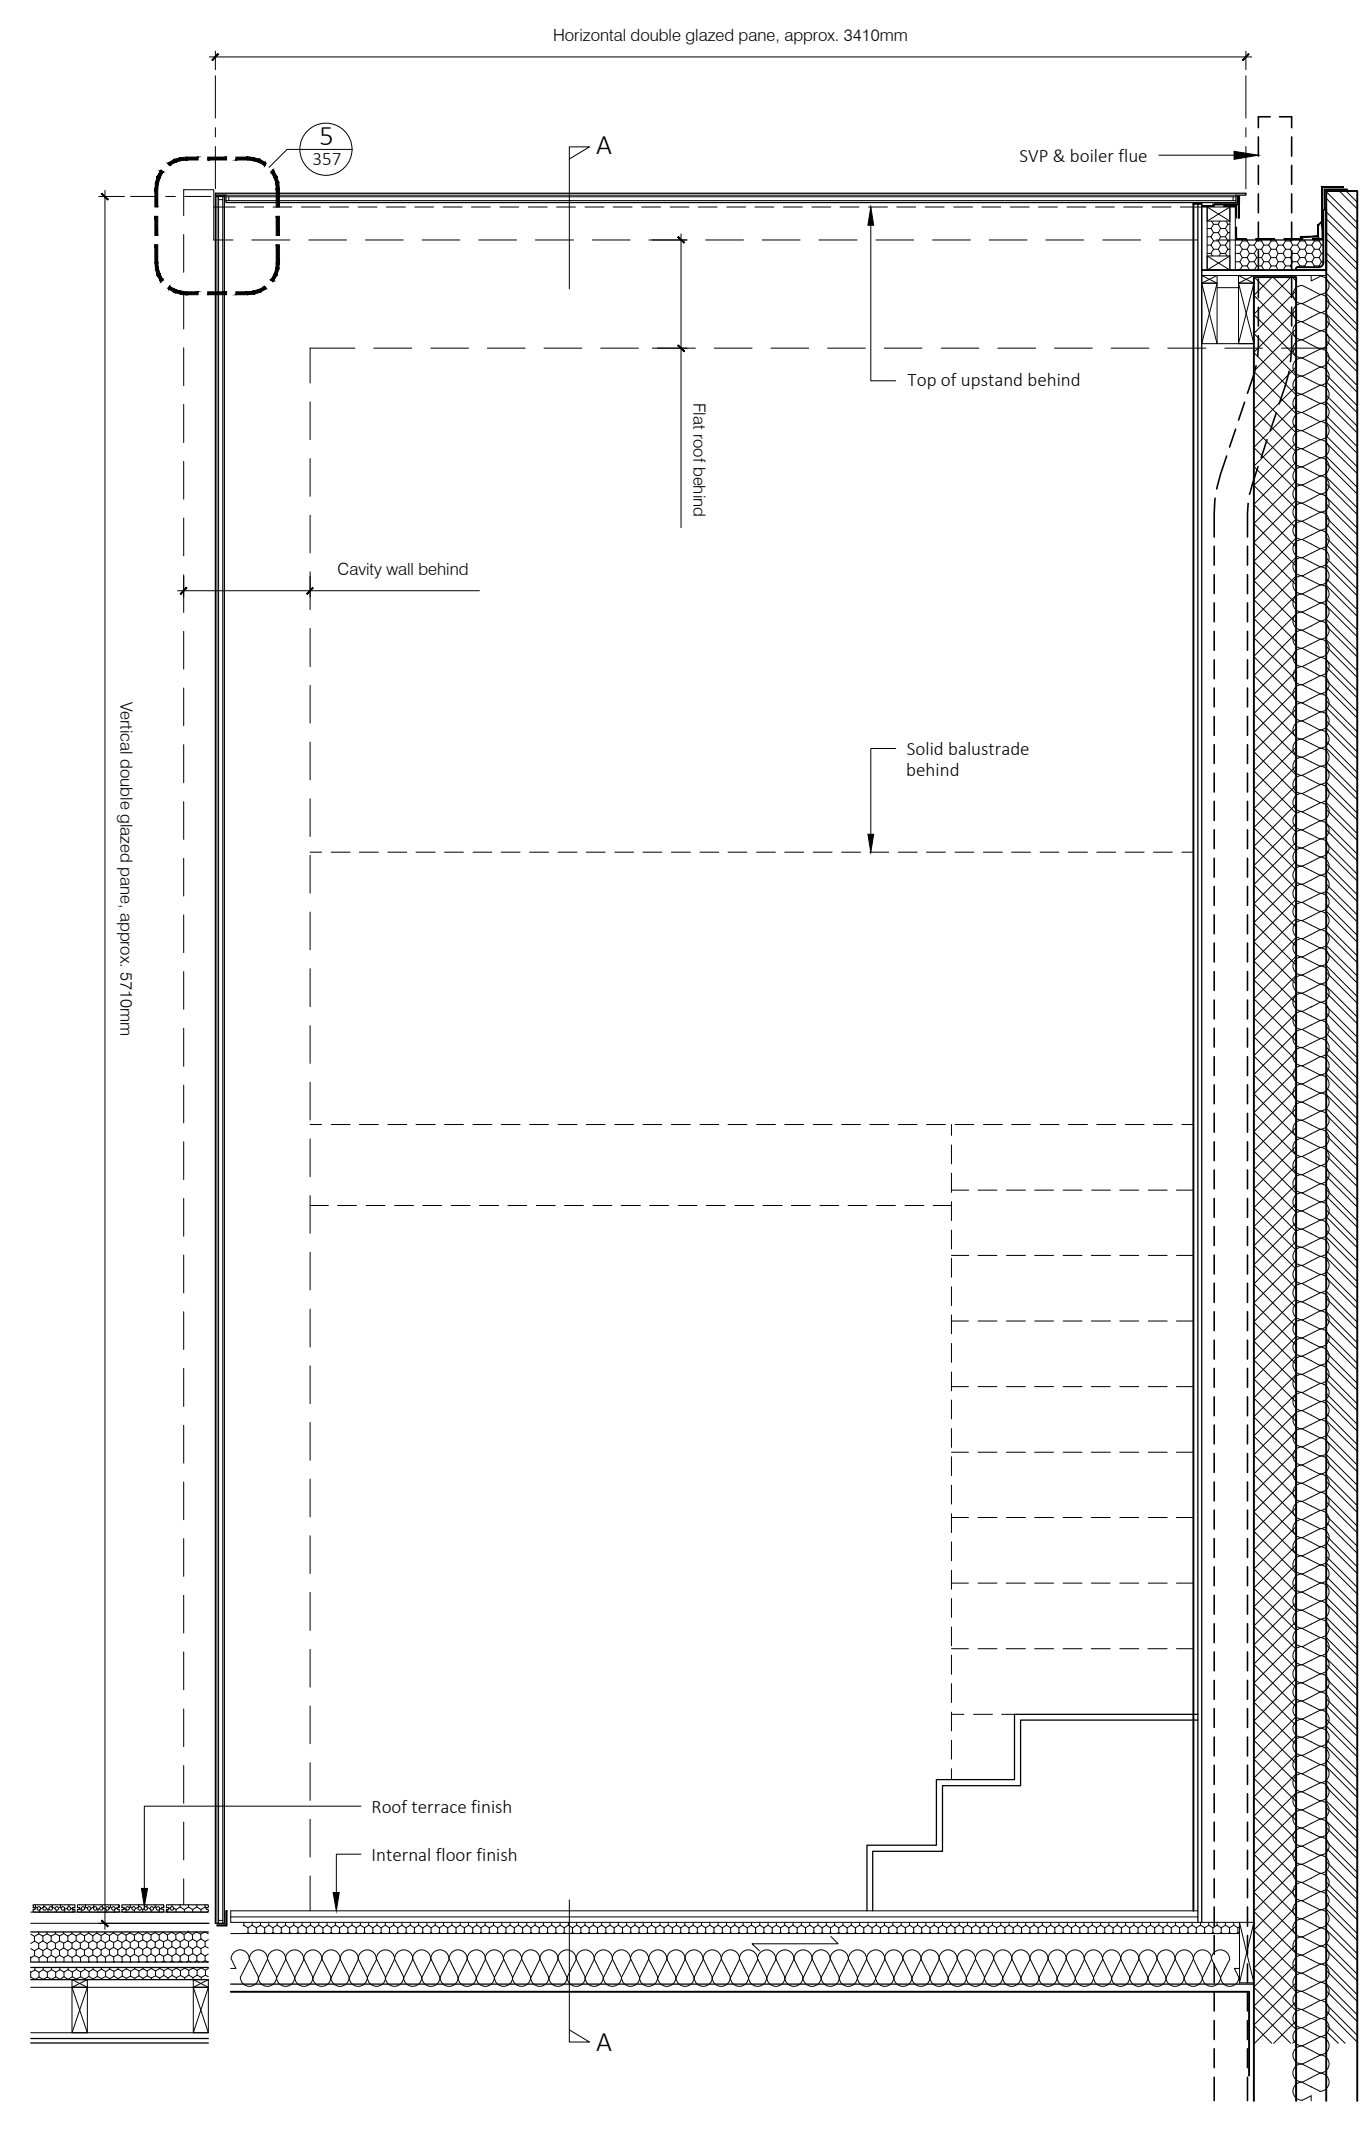 Horizontal double glazed pane, approx. 3410mm
5
357
A
SVP & boiler flue
Top of upstand behind
Flat roof behind
Cavity wall behind
Vertical double glazed pane, approx. 5710mm
Solid balustrade
behind
Roof terrace finish
Internal floor finish
A